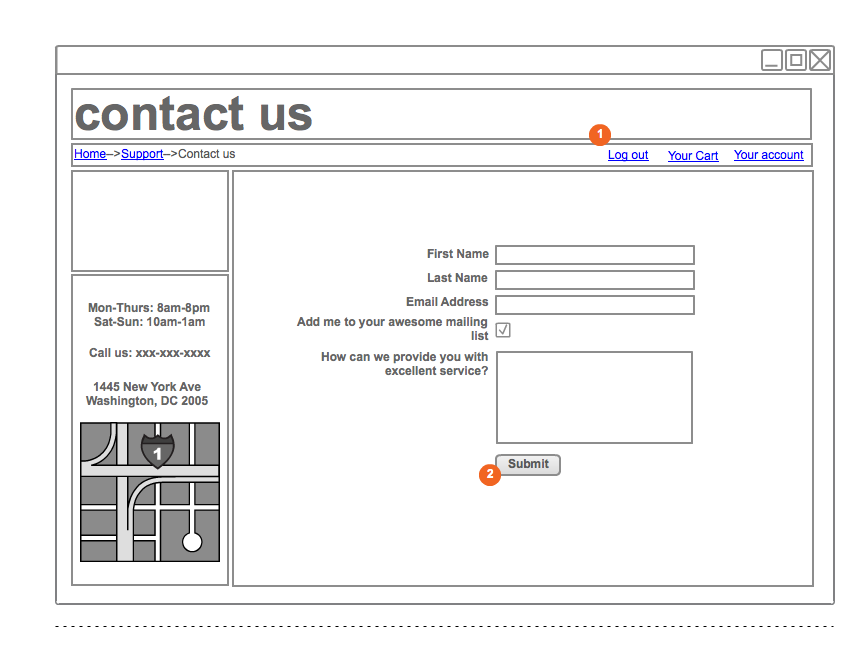 contact us
1
Home–>Support–>Contact us
Log out
Your Cart
Your account
Mon-Thurs: 8am-8pm
Sat-Sun: 10am-1am
Call us: xxx-xxx-xxxx
1445 New York Ave
Washington, DC 2005
1
First Name
Last Name
Email Address
Add me to your awesome mailing
list
How can we provide you with
excellent service?
2
Submit